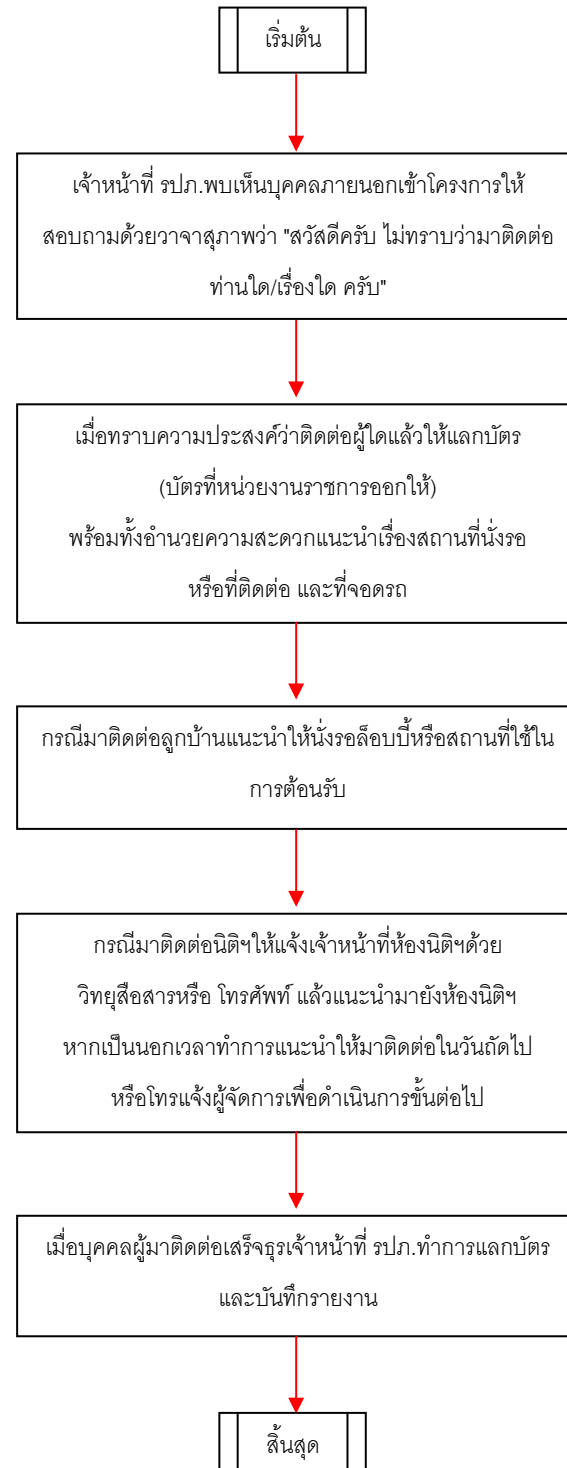 เริ่มต้น
เจ้าหน้าที่ รปภ.พบเห็นบุคคลภายนอกเข้าโครงการให้
สอบถามด้วยวาจาสุภาพว่า "สวัสดีครับ ไม่ทราบว่ามาติดต่อ
ท่านใด/เรื่องใด ครับ"
เมื่อทราบความประสงค์ว่าติดต่อผู้ใดแล้วให้แลกบัตร
(บัตรที่หน่วยงานราชการออกให้)
พร้อมทั้งอำนวยความสะดวกแนะนำเรื่องสถานที่นั่งรอ
หรือที่ติดต่อ และที่จอดรถ
กรณีมาติดต่อลูกบ้านแนะนำให้นั่งรอล็อบบี้หรือสถานที่ใช้ใน
การต้อนรับ
กรณีมาติดต่อนิติฯให้แจ้งเจ้าหน้าที่ห้องนิติฯด้วย
วิทยุสือสารหรือ โทรศัพท์ แล้วแนะนำมายังห้องนิติฯ
หากเป็นนอกเวลาทำการแนะนำให้มาติดต่อในวันถัดไป
หรือโทรแจ้งผู้จัดการเพื่อดำเนินการขั้นต่อไป
เมื่อบุคคลผู้มาติดต่อเสร็จธุรเจ้าหน้าที่ รปภ.ทำการแลกบัตร
และบันทึกรายงาน
สิ้นสุด